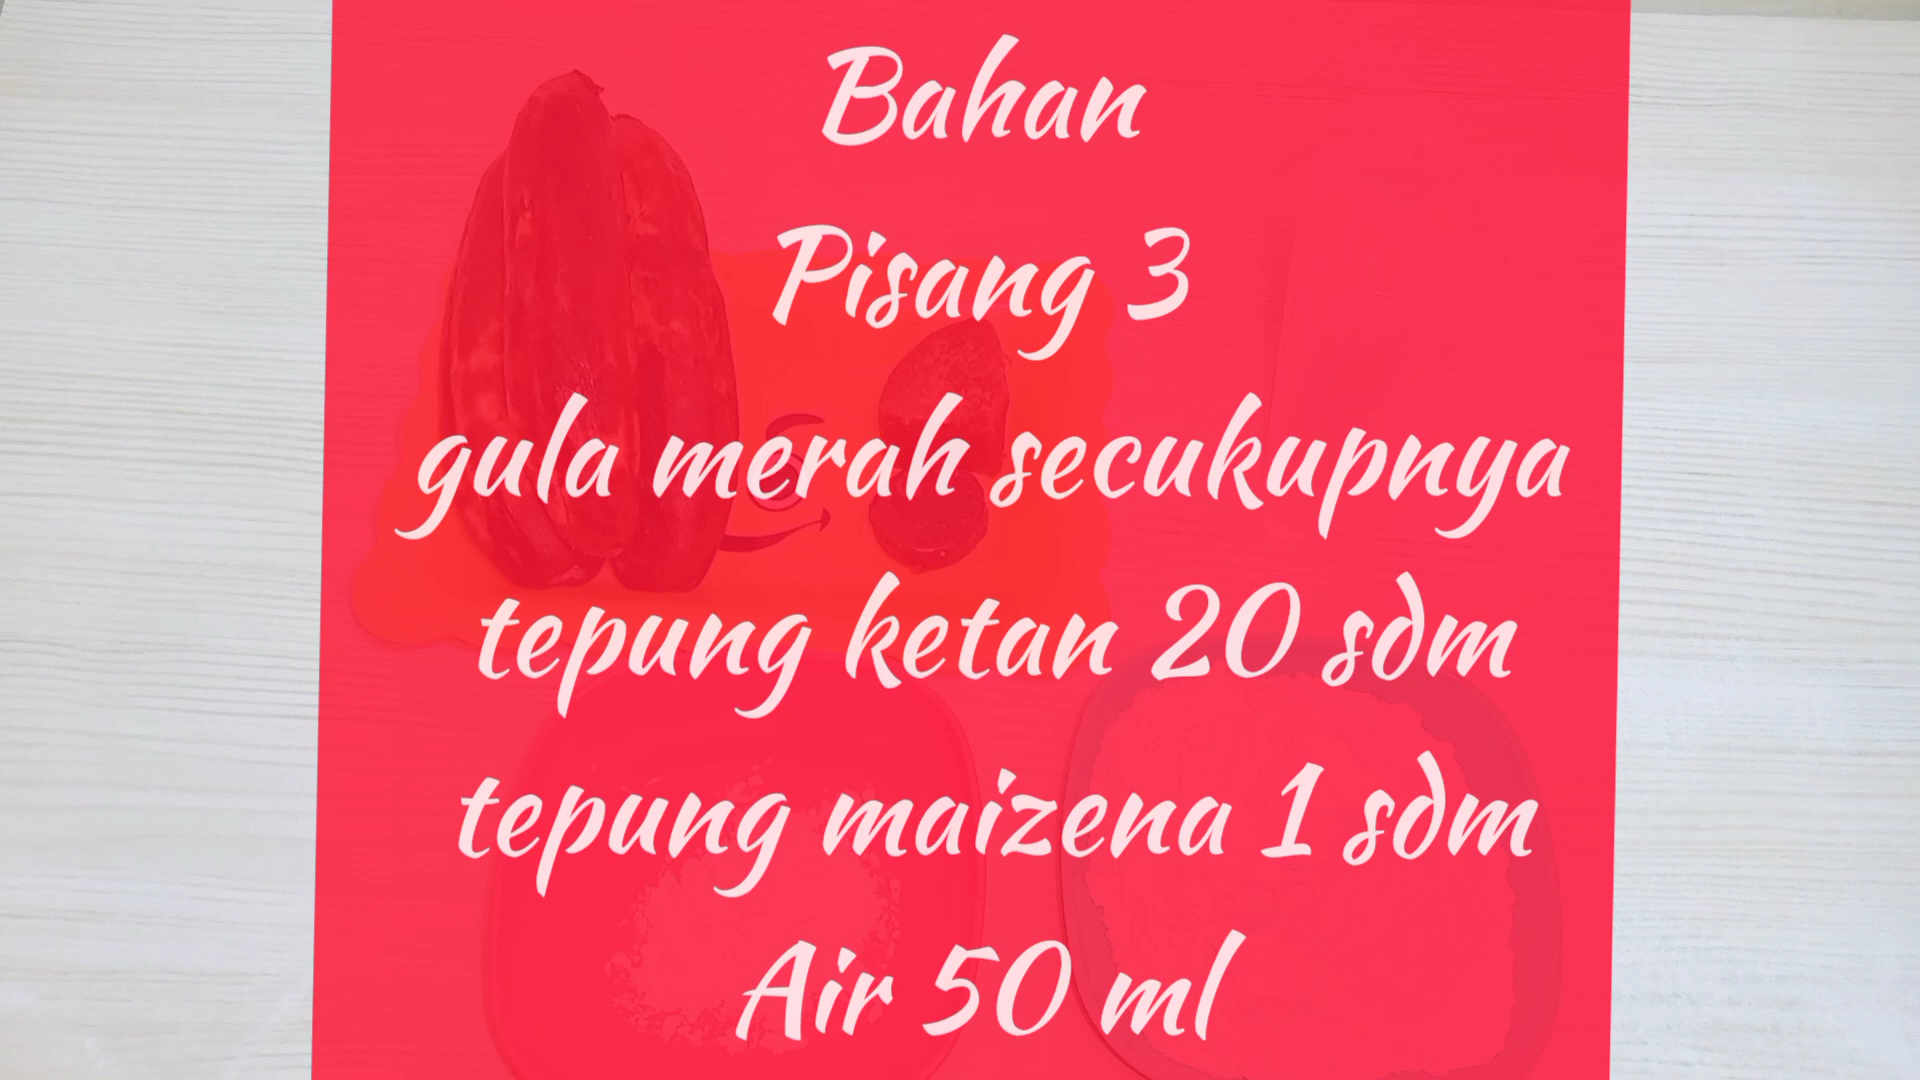 Bahan
Pisang 3
gula merah secukupnya
tepung ketan 20 sdm
tepung maizena 1 sdm
Air 50 ml